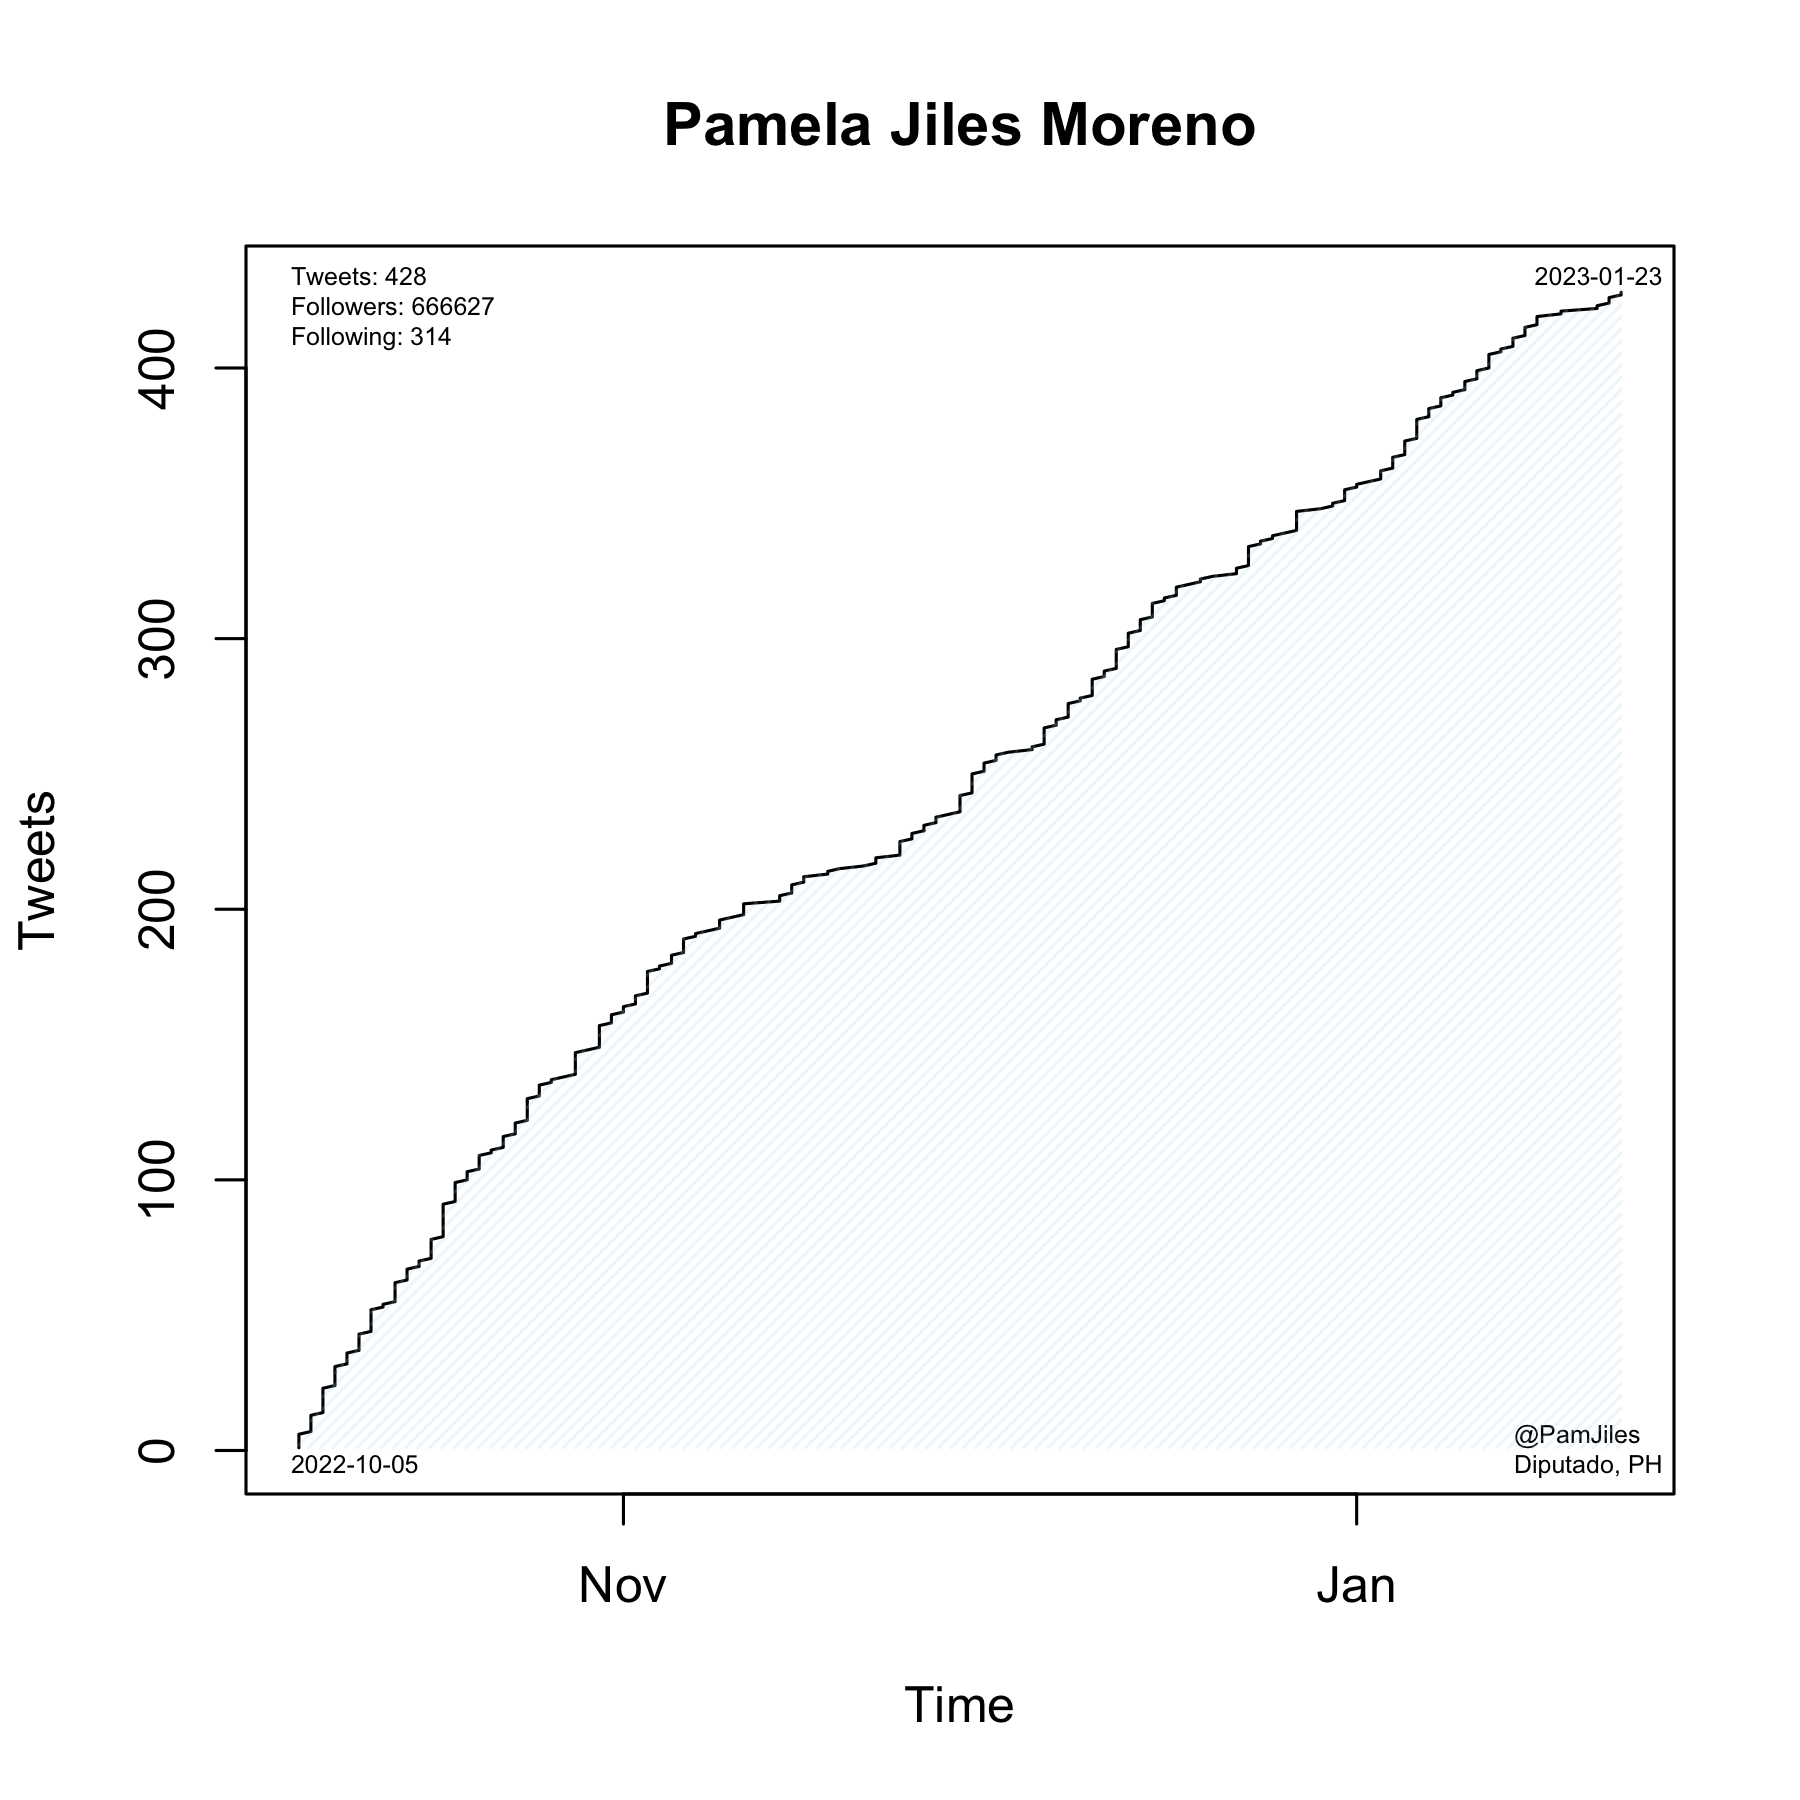 Pamela Jiles Moreno
Tweets: 428
Followers: 666627
Following: 314
2023-01-23
400
300
200
100
0
Tweets
2022-10-05
@PamJiles
Diputado, PH
Nov
Jan
Time